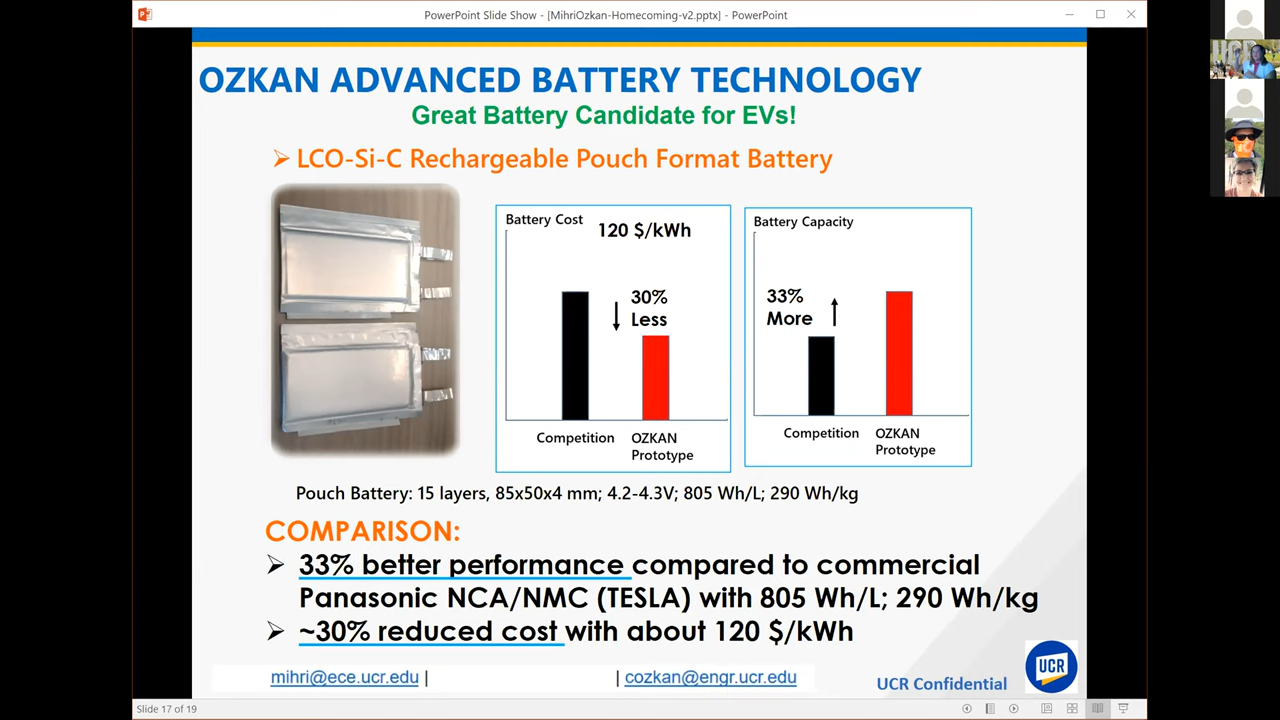 PowerPoint Slide Show - [MihriOzkan-Homecoming-v2.pptx] - PowerPoint
OZKAN ADVANCED BATTERY TECHNOLOGY
Great Battery Candidate for EVs!
LCO-Si-C Rechargeable Pouch Format Battery
Battery Cost
120 $/kWh
30%
Less
Competition
OZKAN
Prototype
Battery Capacity
33%
More
Competition
OZKAN
Prototype
Pouch Battery: 15 layers, 85x50x4 mm; 4.2-4.3V; 805 Wh/L; 290 Wh/kg
COMPARISON:
33% better performance compared to commercial
Panasonic NCA/NMC (TESLA) with 805 Wh/L; 290 Wh/kg
~30% reduced cost with about 120 $/kWh
mihri@ece.ucr.edu | | cozkan@engr.ucr.edu
UCR Confidential
UCR
Slide 17 of 19
UCR